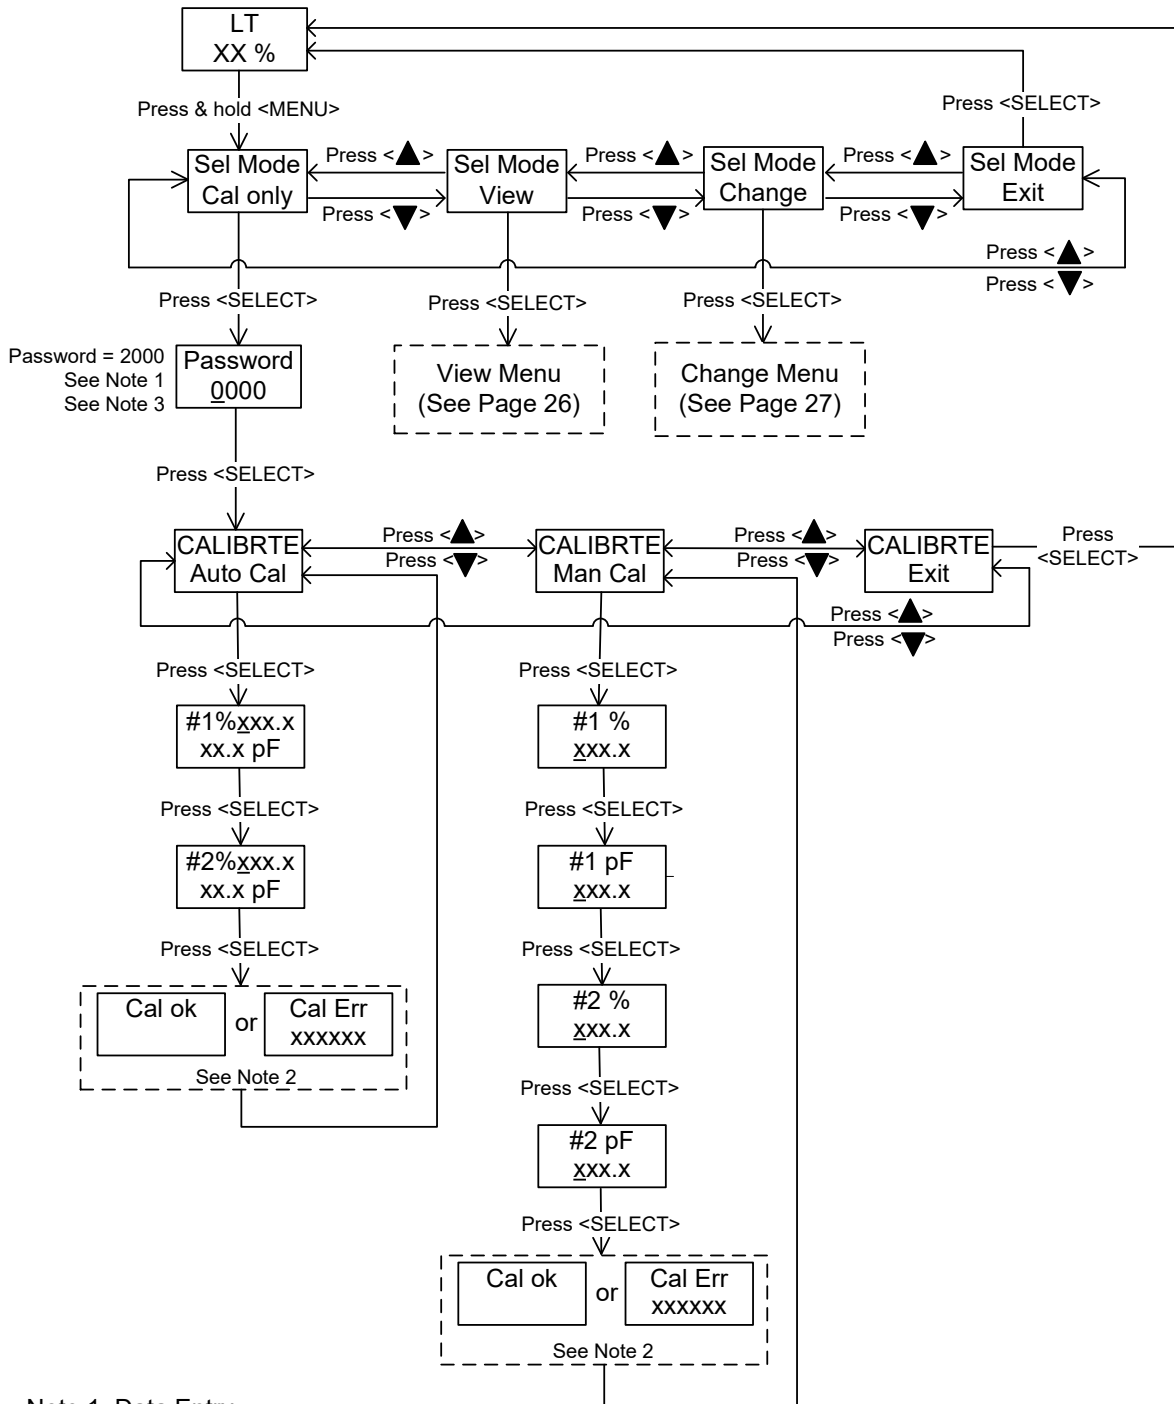 LT
XX %
Press & hold <MENU>
Press <SELECT>
Sel Mode
Cal only
Press <▲>
Press <▼>
Sel Mode
View
Press <▲>
Press <▼>
Sel Mode
Change
Press <▲>
Press <▼>
Sel Mode
Exit
Press <▲>
Press <▼>
Press <SELECT>
Press <SELECT>
Press <SELECT>
Password = 2000
See Note 1
See Note 3
Password
0000
View Menu
(See Page 26)
Change Menu
(See Page 27)
Press <SELECT>
CALIBRTE
Auto Cal
Press <▲>
Press <▼>
CALIBRTE
Man Cal
Press <▲>
Press <▼>
CALIBRTE
Exit
Press
<SELECT>
Press <▲>
Press <▼>
Press <SELECT>
Press <SELECT>
#1%xxx.x
xx.x pF
#1 %
xxx.x
Press <SELECT>
Press <SELECT>
#2%xxx.x
xx.x pF
#1 pF
xxx.x
Press <SELECT>
Press <SELECT>
Cal ok
or
Cal Err
xxxxxx
See Note 2
#2 %
xxx.x
Press <SELECT>
#2 pF
xxx.x
Press <SELECT>
Cal ok
or
Cal Err
xxxxxx
See Note 2
Note 1 Data Entry